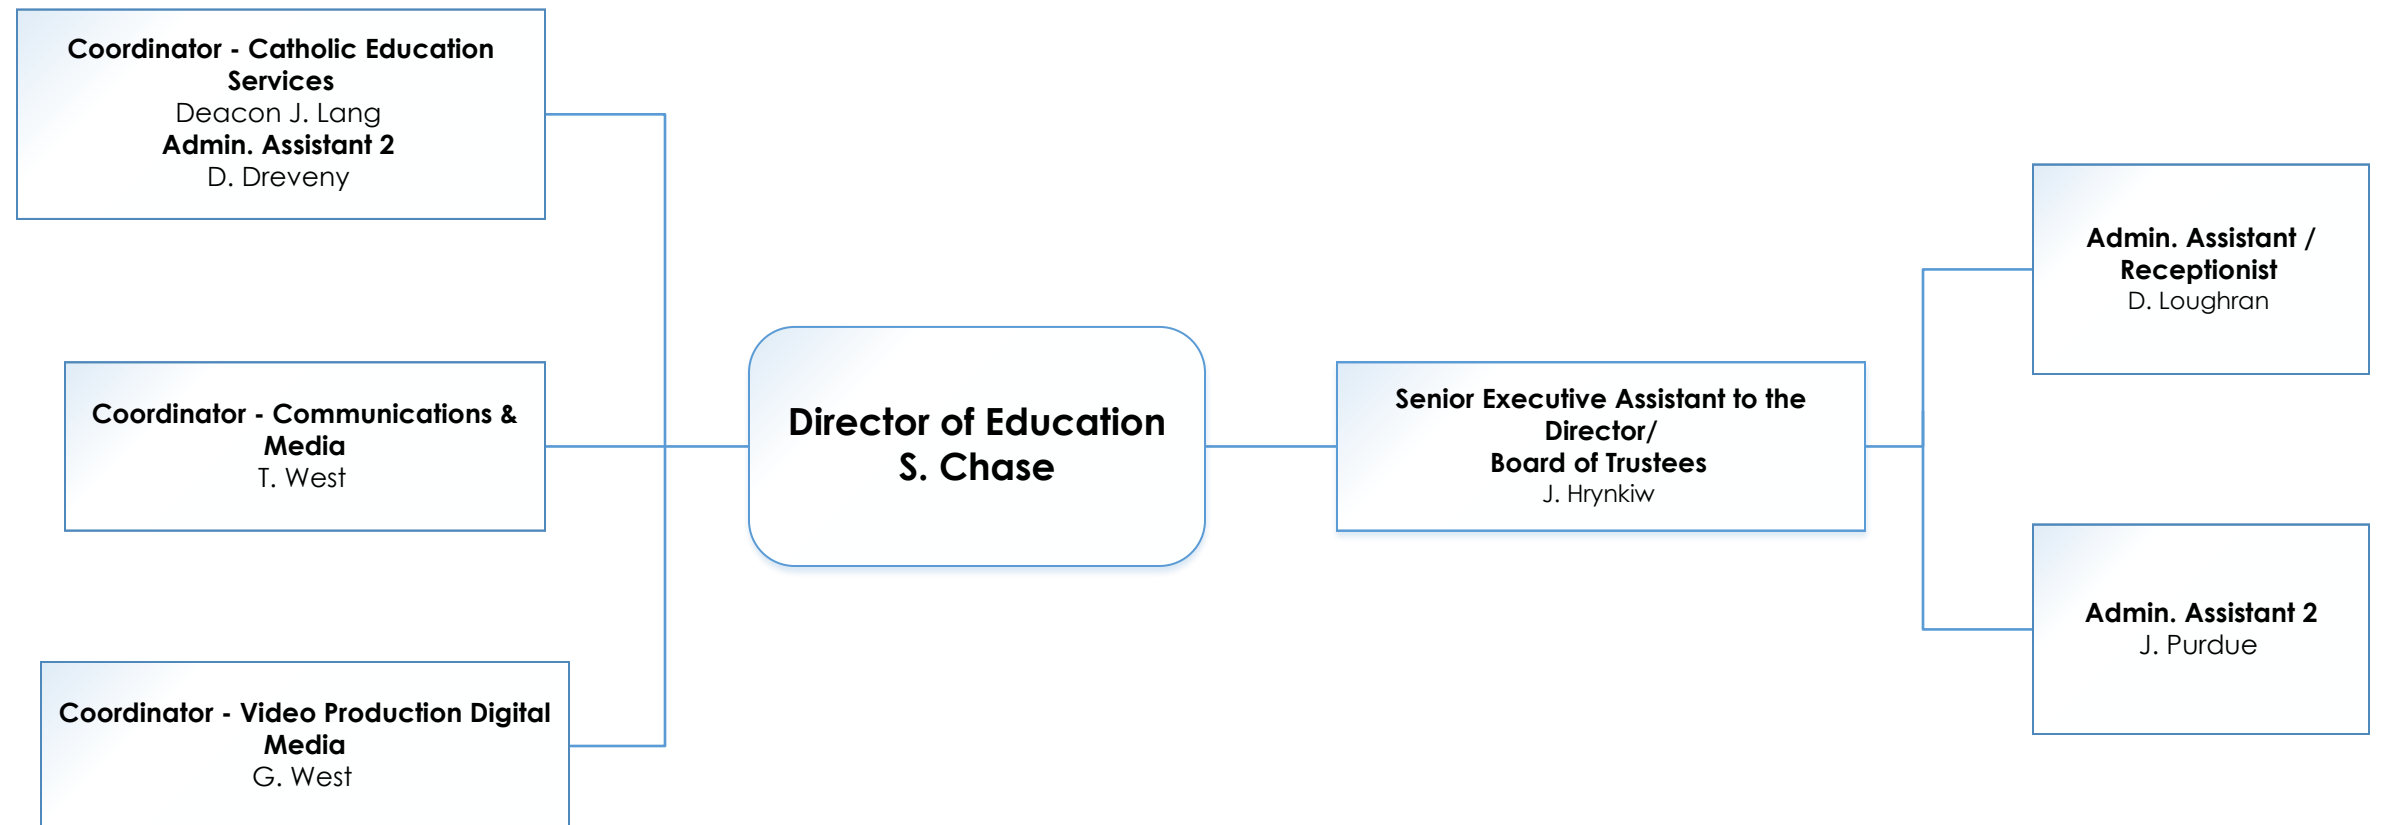 Coordinator - Catholic Education
Services
Deacon J. Lang
Admin. Assistant 2
D. Dreveny
Coordinator - Communications &
Media
T. West
Coordinator - Video Production Digital
Media
G. West
Director of Education
S. Chase
Senior Executive Assistant to the
Director/
Board of Trustees
J. Hrynkiw
Admin. Assistant /
Receptionist
D. Loughran
Admin. Assistant 2
J. Purdue